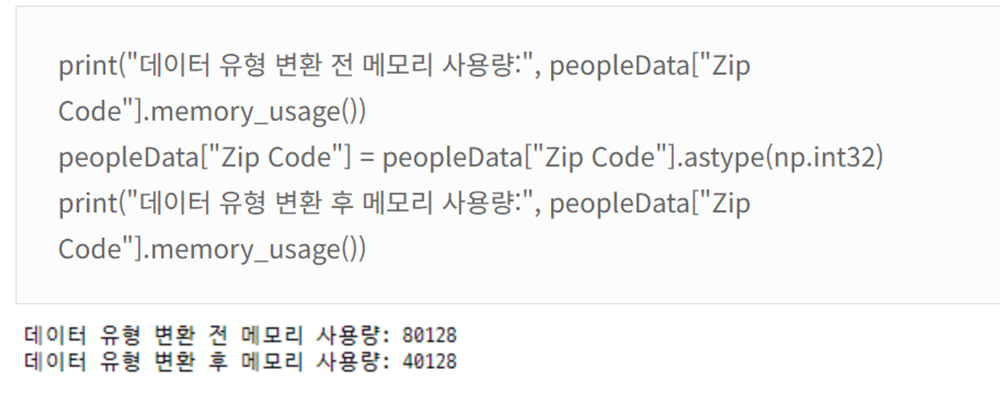 print("데이터 유형 변환 전 메모리 사용량:", peopleData["Zip
Code"].memory_usage())
peopleData["Zip Code"] = peopleData["Zip Code"].astype(np.int32)
print("데이터 유형 변환 후 메모리 사용량:", peopleData["Zip
Code"].memory_usage())
데이터 유형 변환 전 메모리 사용량: 80128
데이터 유형 변환 후 메모리 사용량: 40128